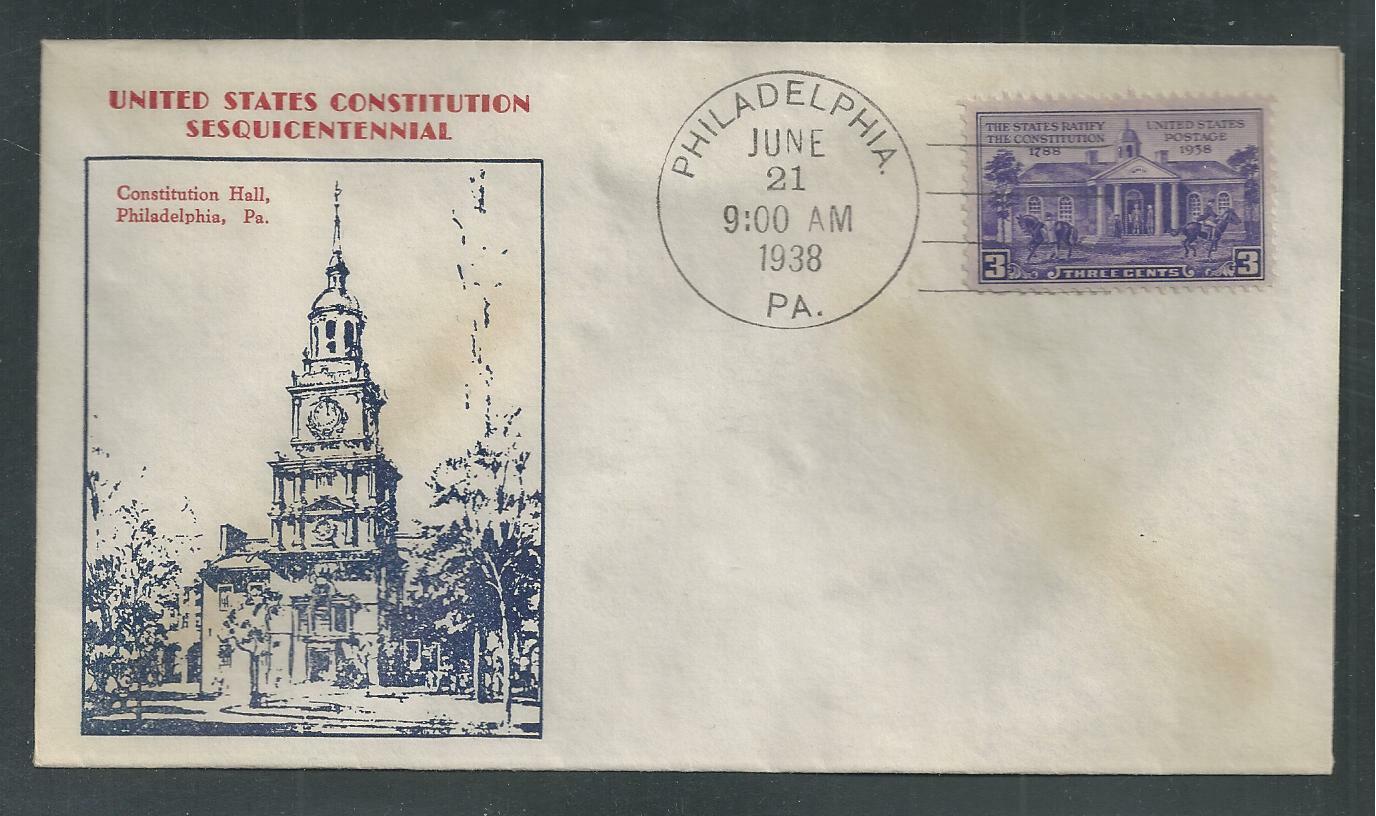 UNITED STATES CONSTITUTION
SESQUICENTENNIAL
Constitution Hall,
Philadelphia, Pa.
PHILADELPHIA.
JUNE
21
9:00 AM
1938
PA.
THE STATES RATIFY
THE CONSTITUTION
1788
UNITED STATES
POSTAGE
1938
3 THREE CENTS 3